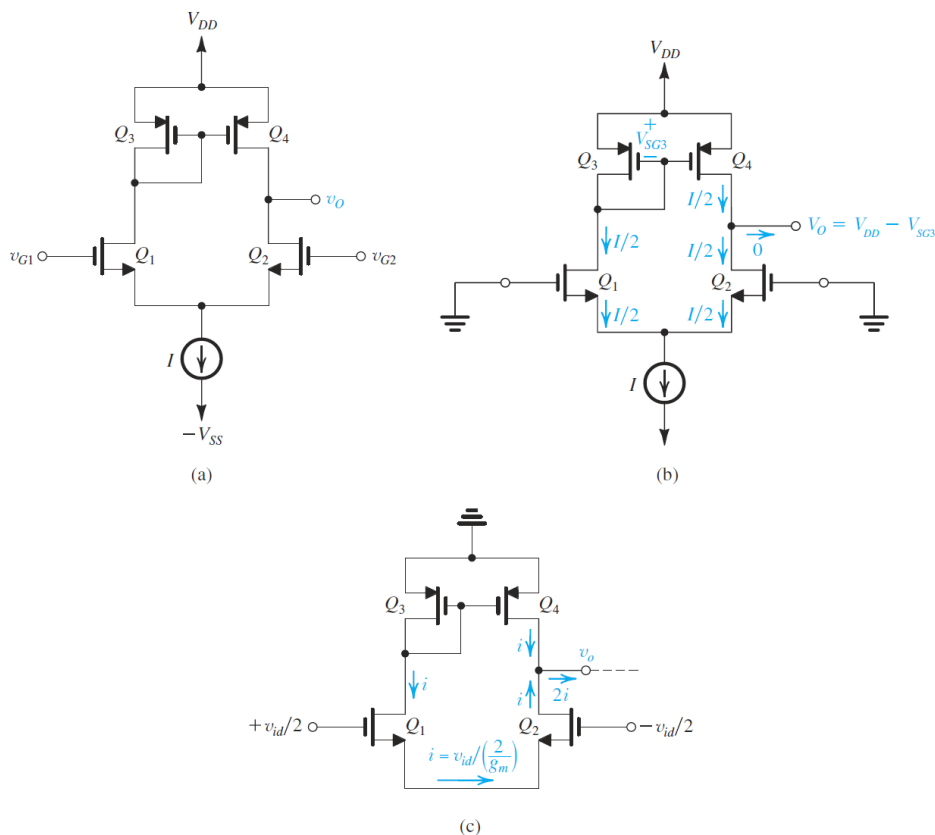 V_DD
Q_3
Q_4
v_O
v_G1
Q_1
Q_2
v_G2
I
−V_SS
(a)
V_DD
+
V_SG3
−
Q_3
Q_4
I/2
V_O = V_DD − V_SG3
0
I/2
I/2
Q_1
Q_2
I/2
I/2
I
(b)
Q_3
Q_4
i
v_o
i
i
2i
+v_id/2
Q_1
Q_2
−v_id/2
i = v_id/(2/g_m)
(c)